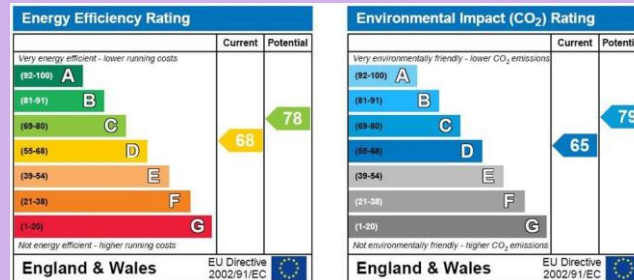 Energy Efficiency Rating
Current Potential
Very energy efficient - lower running costs
(92-100) A
(81-91) B
(69-80) C
(55-68) D
(39-54) E
(21-38) F
(1-20) G
68
78
Not energy efficient - higher running costs
England & Wales
EU Directive
2002/91/EC
Environmental Impact (CO₂) Rating
Current Potential
Very environmentally friendly - lower CO₂ emissions
(92-100) A
(81-91) B
(69-80) C
(55-68) D
(39-54) E
(21-38) F
(1-20) G
65
79
Not environmentally friendly - higher CO₂ emissions
England & Wales
EU Directive
2002/91/EC